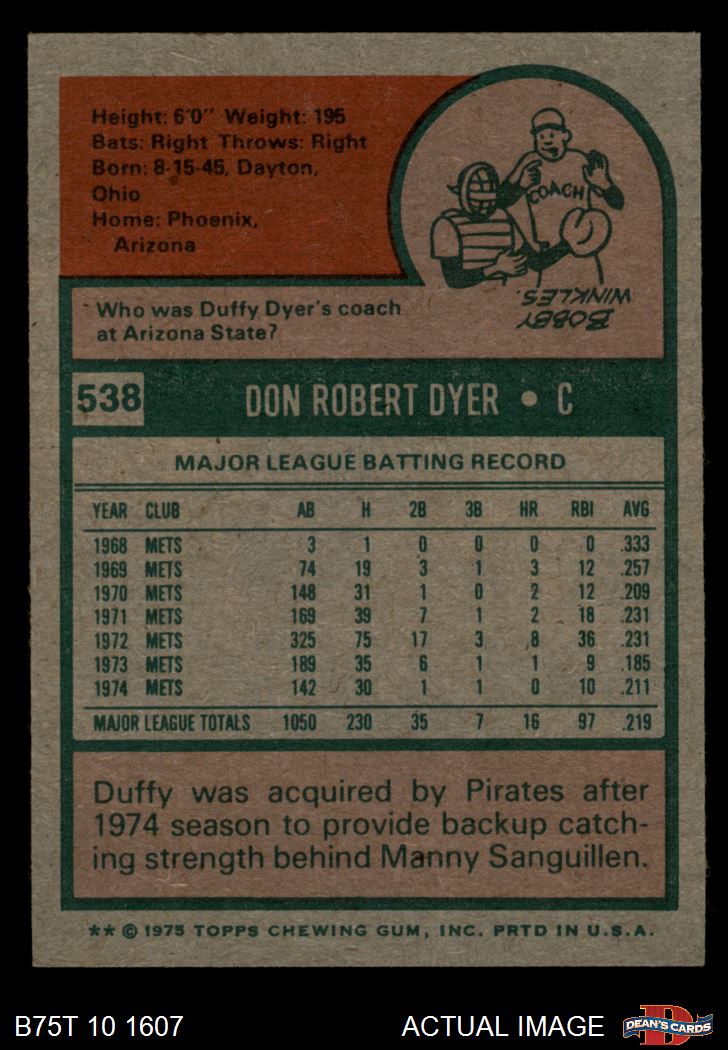 Height: 6'0" Weight: 195
Bats: Right Throws: Right
Born: 8-15-45, Dayton,
Ohio
Home: Phoenix,
Arizona
COACH
Who was Duffy Dyer's coach
at Arizona State?
BOBBY
WINKLES.
538
DON ROBERT DYER • C
MAJOR LEAGUE BATTING RECORD
YEAR CLUB AB H 2B 3B HR RBI AVG
1968 METS 3 1 0 0 0 0 .333
1969 METS 74 19 3 1 3 12 .257
1970 METS 148 31 1 0 2 12 .209
1971 METS 169 39 7 1 2 18 .231
1972 METS 325 75 17 3 8 36 .231
1973 METS 189 35 6 1 1 9 .185
1974 METS 142 30 1 1 0 10 .211
MAJOR LEAGUE TOTALS 1050 230 35 7 16 97 .219
Duffy was acquired by Pirates after
1974 season to provide backup catch-
ing strength behind Manny Sanguillen.
** © 1975 TOPPS CHEWING GUM, INC. PRTD IN U.S.A.
B75T 10 1607
ACTUAL IMAGE
D
DEAN'S CARDS